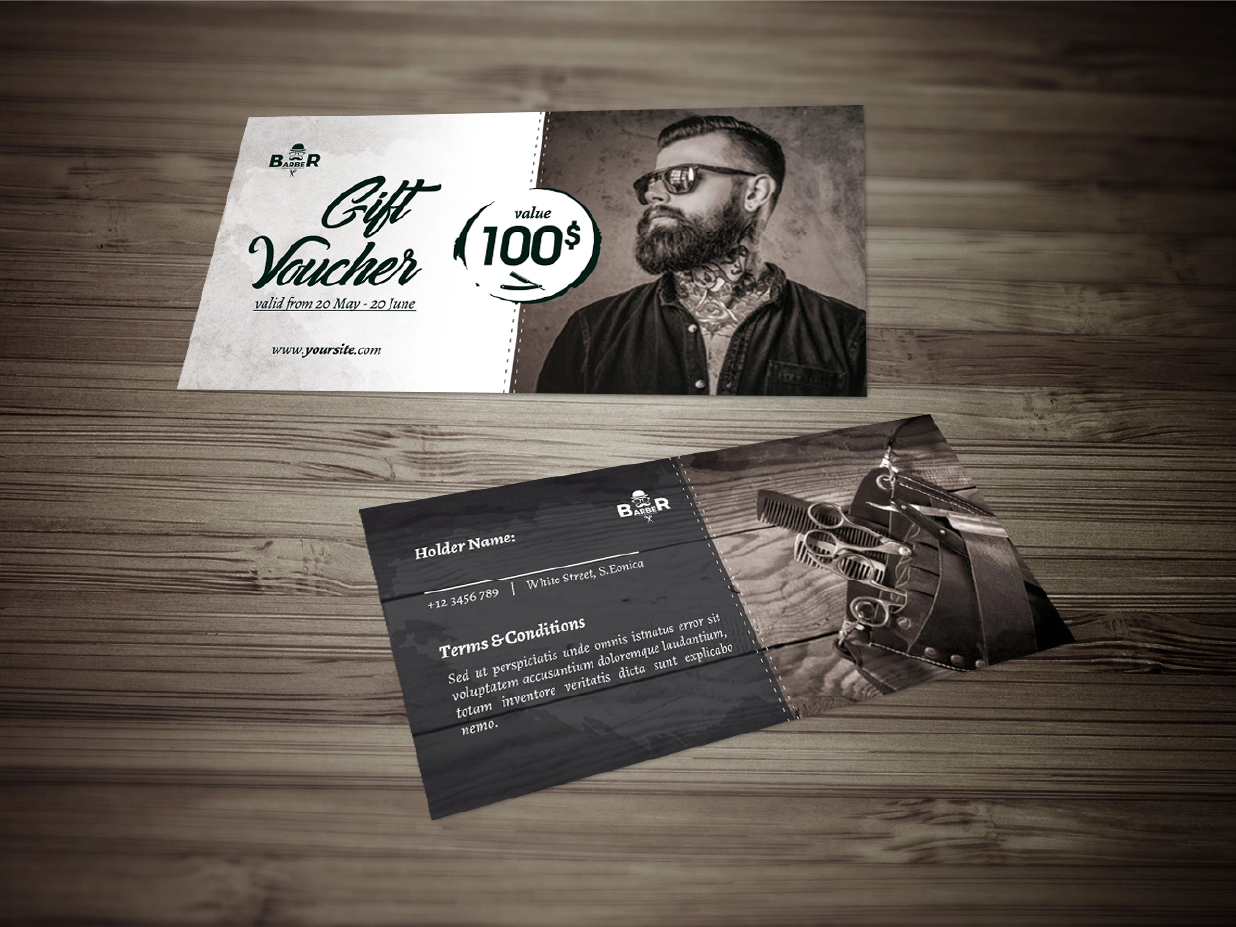 BARBER
Gift
Voucher
valid from 20 May - 20 June
www.yoursite.com
value
100$
BARBER
Holder Name:
+12 3456 789 | White Street, S.Eonica
Terms &Conditions
Sed ut perspiciatis unde omnis istnatus error sit
voluptatem accusantium doloremque laudantium,
totam inventore veritatis dicta sunt explicabo
nemo.